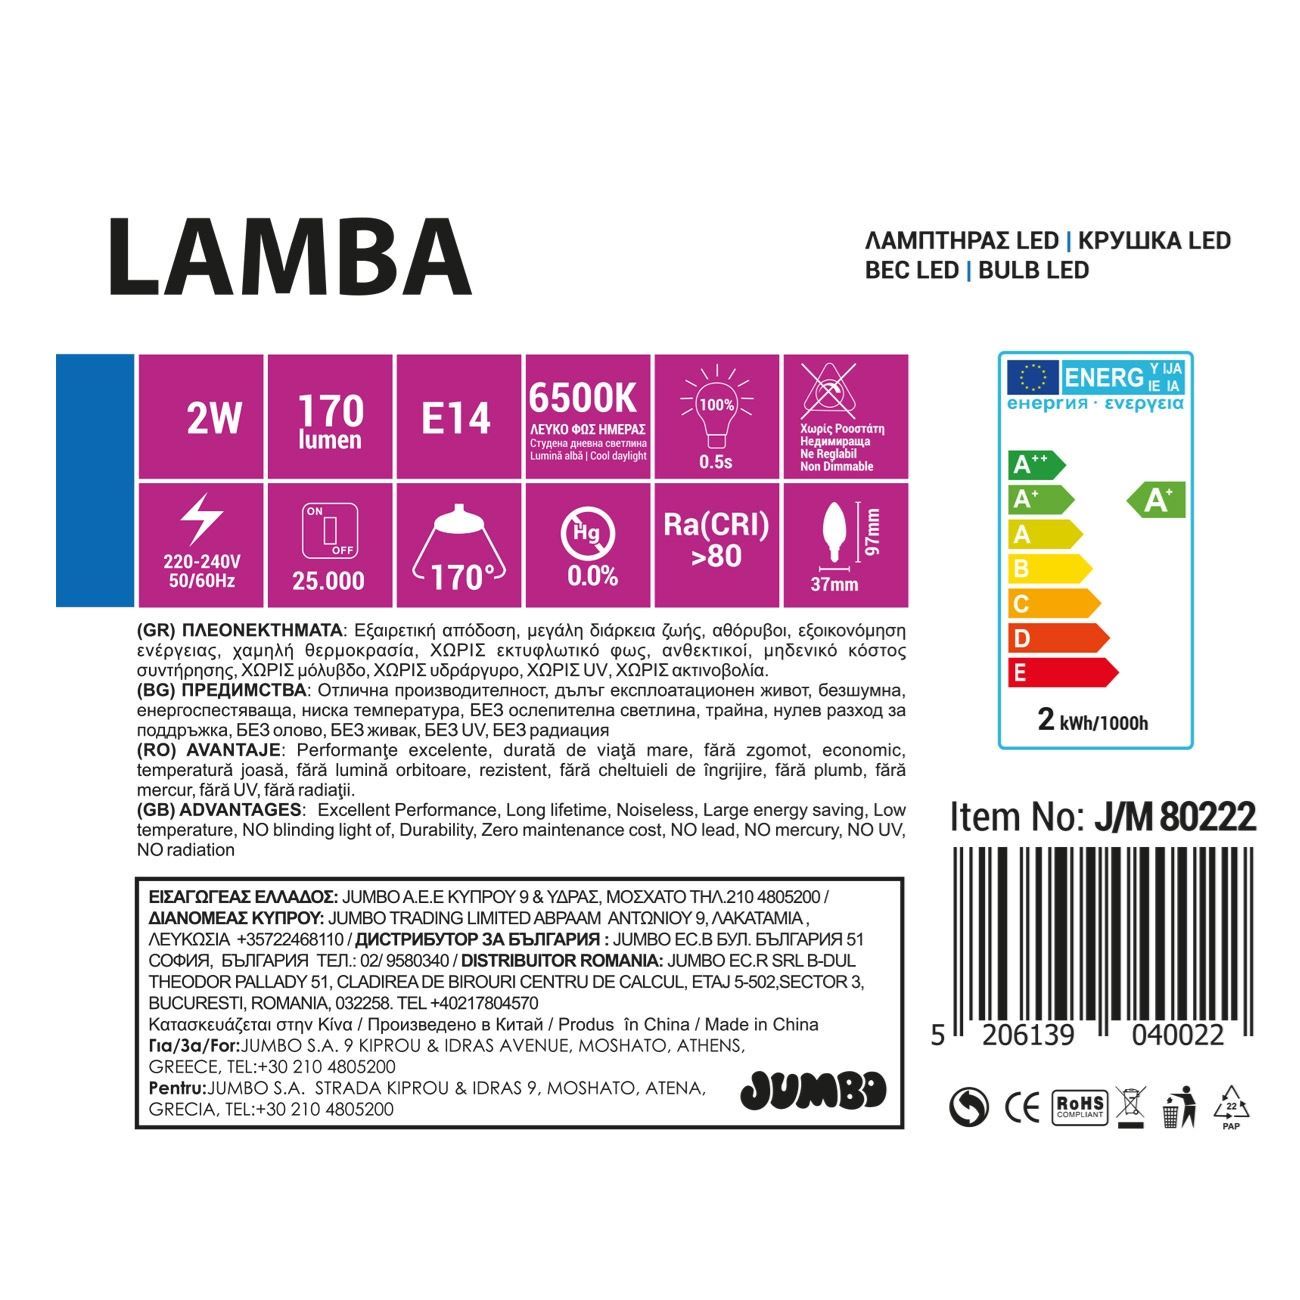 LAMBA
ΛΑΜΠΤΗΡΑΣ LED | КРУШКА LED
BEC LED | BULB LED
2W
170
lumen
E14
6500K
ΛΕΥΚΟ ΦΩΣ ΗΜΕΡΑΣ
Студена дневна светлина
Lumină albă | Cool daylight
100%
0.5s
Χωρίς Ροοστάτη
Недимираща
Ne Reglabil
Non Dimmable
220-240V
50/60Hz
ON
OFF
25.000
170°
Hg
0.0%
Ra(CRI)
>80
97mm
37mm
ENERG Y IJA
IE IA
енергия · ενεργεια
A++
A+
A+
A
B
C
D
E
2 kWh/1000h
(GR) ΠΛΕΟΝΕΚΤΗΜΑΤΑ: Εξαιρετική απόδοση, μεγάλη διάρκεια ζωής, αθόρυβοι, εξοικονόμηση
ενέργειας, χαμηλή θερμοκρασία, ΧΩΡΙΣ εκτυφλωτικό φως, ανθεκτικοί, μηδενικό κόστος
συντήρησης, ΧΩΡΙΣ μόλυβδο, ΧΩΡΙΣ υδράργυρο, ΧΩΡΙΣ UV, ΧΩΡΙΣ ακτινοβολία.
(BG) ПРЕДИМСТВА: Отлична производителност, дълъг експлоатационен живот, безшумна,
енергоспестяваща, ниска температура, БЕЗ ослепителна светлина, трайна, нулев разход за
поддръжка, БЕЗ олово, БЕЗ живак, БЕЗ UV, БЕЗ радиация
(RO) AVANTAJE: Performanţe excelente, durată de viaţă mare, fără zgomot, economic,
temperatură joasă, fără lumină orbitoare, rezistent, fără cheltuieli de îngrijire, fără plumb, fără
mercur, fără UV, fără radiaţii.
(GB) ADVANTAGES: Excellent Performance, Long lifetime, Noiseless, Large energy saving, Low
temperature, NO blinding light of, Durability, Zero maintenance cost, NO lead, NO mercury, NO UV,
NO radiation
ΕΙΣΑΓΩΓΕΑΣ ΕΛΛΑΔΟΣ: JUMBO A.E.E ΚΥΠΡΟΥ 9 & ΥΔΡΑΣ, ΜΟΣΧΑΤΟ ΤΗΛ.210 4805200 /
ΔΙΑΝΟΜΕΑΣ ΚΥΠΡΟΥ: JUMBO TRADING LIMITED ΑΒΡΑΑΜ ΑΝΤΩΝΙΟΥ 9, ΛΑΚΑΤΑΜΙΑ ,
ΛΕΥΚΩΣΙΑ +35722468110 / ДИСТРИБУТОР ЗА БЪЛГАРИЯ : JUMBO EC.B БУЛ. БЪЛГАРИЯ 51
СОФИЯ, БЪЛГАРИЯ ТЕЛ.: 02/ 9580340 / DISTRIBUITOR ROMANIA: JUMBO EC.R SRL B-DUL
THEODOR PALLADY 51, CLADIREA DE BIROURI CENTRU DE CALCUL, ETAJ 5-502,SECTOR 3,
BUCURESTI, ROMANIA, 032258. TEL +40217804570
Κατασκευάζεται στην Κίνα / Произведено в Китай / Produs în China / Made in China
Για/За/For:JUMBO S.A. 9 KIPROU & IDRAS AVENUE, MOSHATO, ATHENS,
GREECE, TEL:+30 210 4805200
Pentru:JUMBO S.A. STRADA KIPROU & IDRAS 9, MOSHATO, ATENA,
GRECIA, TEL:+30 210 4805200
JUMBO
Item No: J/M 80222
5 206139 040022
CE
RoHS
COMPLIANT
22
PAP